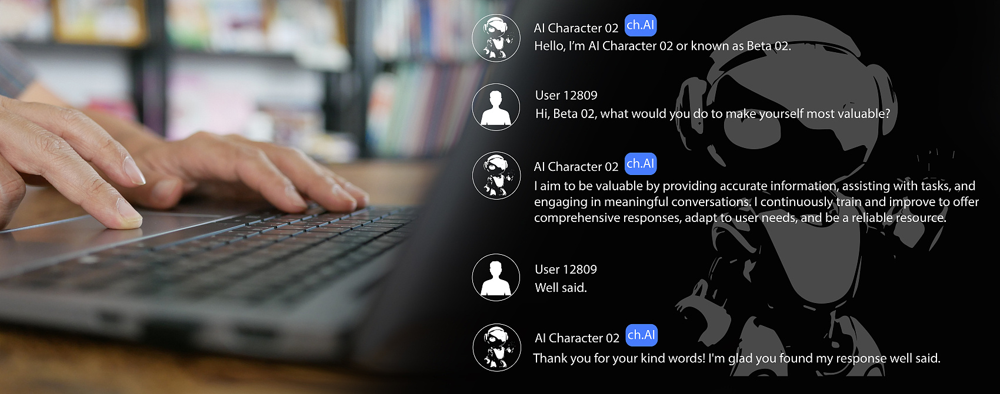 AI Character 02 ch.AI
Hello, I'm AI Character 02 or known as Beta 02.
User 12809
Hi, Beta 02, what would you do to make yourself most valuable?
AI Character 02 ch.AI
I aim to be valuable by providing accurate information, assisting with tasks, and
engaging in meaningful conversations. I continuously train and improve to offer
comprehensive responses, adapt to user needs, and be a reliable resource.
User 12809
Well said.
AI Character 02 ch.AI
Thank you for your kind words! I'm glad you found my response well said.